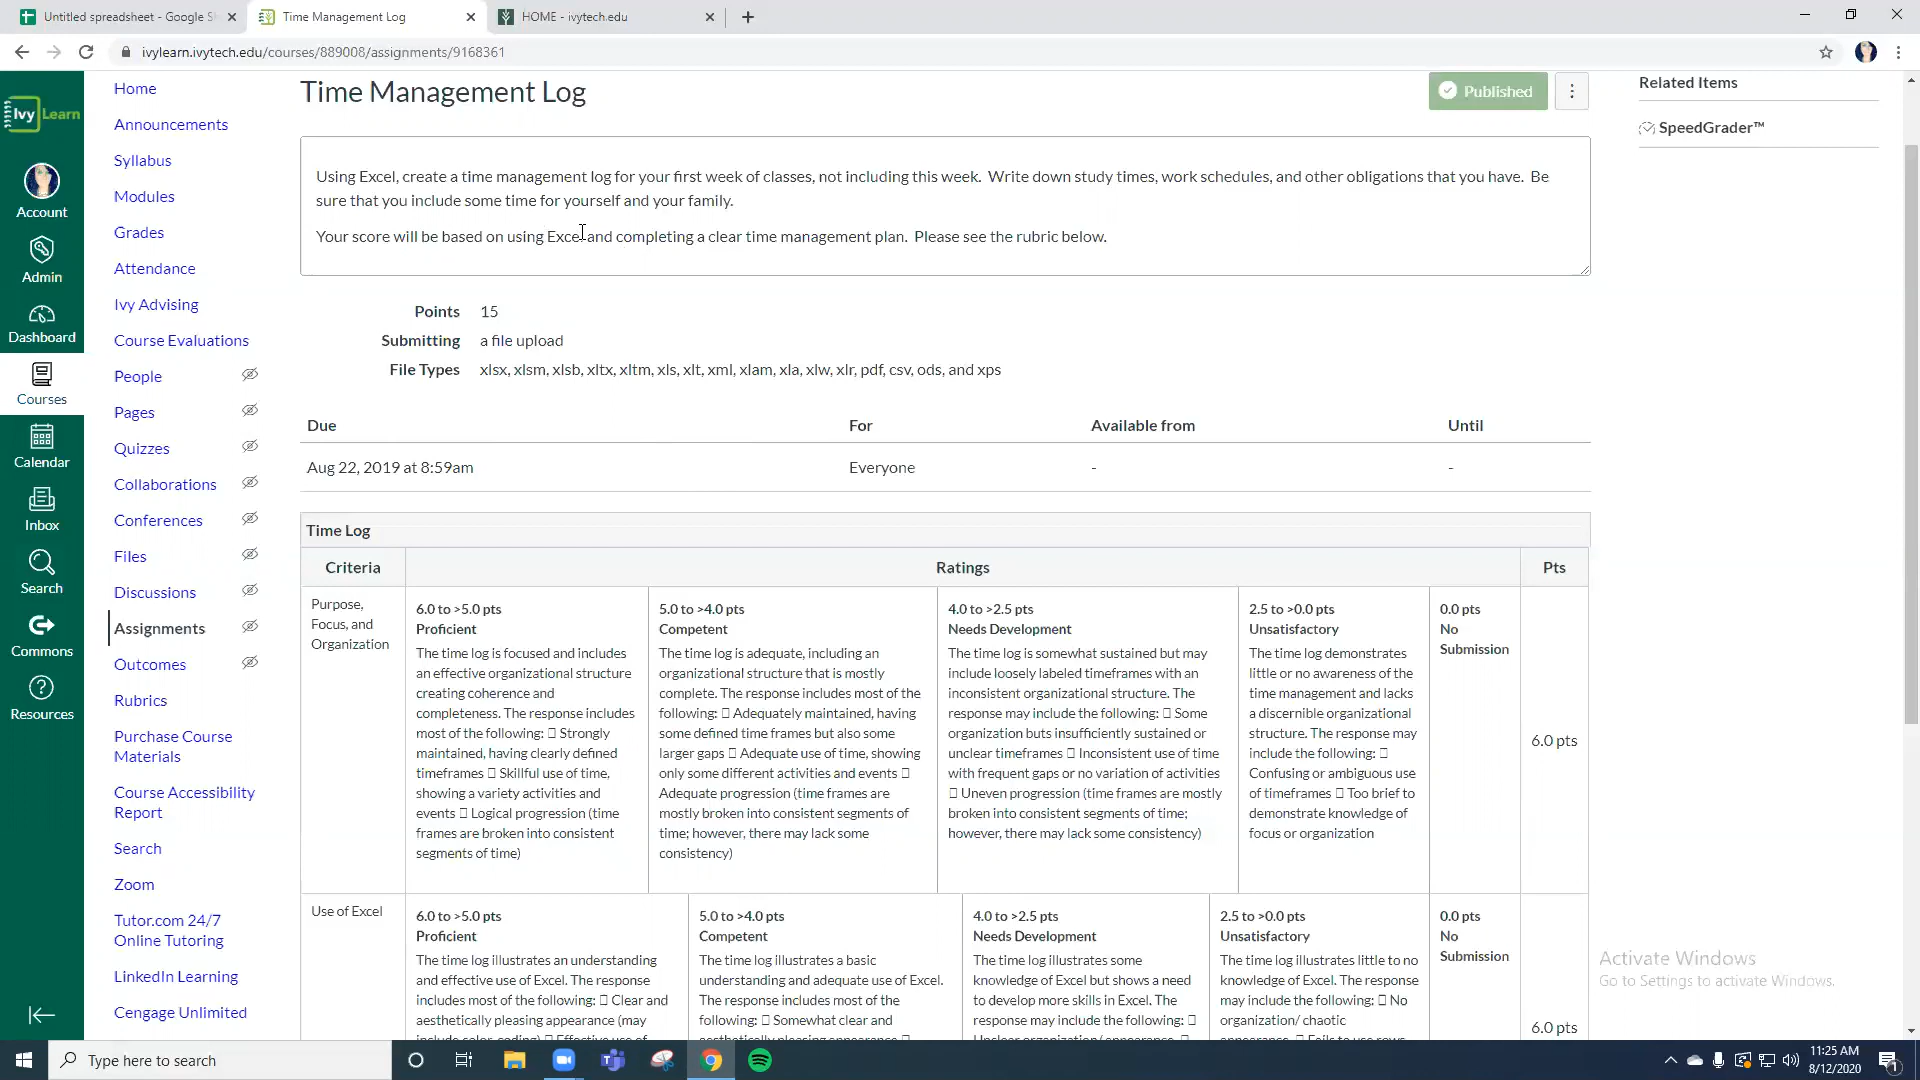 Untitled spreadsheet - Google S
Time Management Log
HOME - ivytech.edu
ivylearn.ivytech.edu/courses/889008/assignments/9168361
Ivy Learn
Account
Admin
Dashboard
Courses
Calendar
Inbox
Search
Commons
Resources
Home
Announcements
Syllabus
Modules
Grades
Attendance
Ivy Advising
Course Evaluations
People
Pages
Quizzes
Collaborations
Conferences
Files
Discussions
Assignments
Outcomes
Rubrics
Purchase Course
Materials
Course Accessibility
Report
Search
Zoom
Tutor.com 24/7
Online Tutoring
LinkedIn Learning
Cengage Unlimited
Time Management Log
Published
Using Excel, create a time management log for your first week of classes, not including this week. Write down study times, work schedules, and other obligations that you have. Be
sure that you include some time for yourself and your family.
Your score will be based on using Excel and completing a clear time management plan. Please see the rubric below.
Points 15
Submitting a file upload
File Types xlsx, xlsm, xlsb, xltx, xltm, xls, xlt, xml, xlam, xla, xlw, xlr, pdf, csv, ods, and xps
Due For Available from Until
Aug 22, 2019 at 8:59am Everyone - -
Time Log
Criteria Ratings Pts
Purpose,
Focus, and
Organization
6.0 to >5.0 pts
Proficient
The time log is focused and includes
an effective organizational structure
creating coherence and
completeness. The response includes
most of the following: ▯ Strongly
maintained, having clearly defined
timeframes ▯ Skillful use of time,
showing a variety activities and
events ▯ Logical progression (time
frames are broken into consistent
segments of time)
5.0 to >4.0 pts
Competent
The time log is adequate, including an
organizational structure that is mostly
complete. The response includes most of the
following: ▯ Adequately maintained, having
some defined time frames but also some
larger gaps ▯ Adequate use of time, showing
only some different activities and events ▯
Adequate progression (time frames are
mostly broken into consistent segments of
time; however, there may lack some
consistency)
4.0 to >2.5 pts
Needs Development
The time log is somewhat sustained but may
include loosely labeled timeframes with an
inconsistent organizational structure. The
response may include the following: ▯ Some
organization buts insufficiently sustained or
unclear timeframes ▯ Inconsistent use of time
with frequent gaps or no variation of activities
▯ Uneven progression (time frames are mostly
broken into consistent segments of time;
however, there may lack some consistency)
2.5 to >0.0 pts
Unsatisfactory
The time log demonstrates
little or no awareness of the
time management and lacks
a discernible organizational
structure. The response may
include the following: ▯
Confusing or ambiguous use
of timeframes ▯ Too brief to
demonstrate knowledge of
focus or organization
0.0 pts
No
Submission
6.0 pts
Use of Excel
6.0 to >5.0 pts
Proficient
The time log illustrates an understanding
and effective use of Excel. The response
includes most of the following: ▯ Clear and
aesthetically pleasing appearance (may
include color-coding) ▯ Effective use of
5.0 to >4.0 pts
Competent
The time log illustrates a basic
understanding and adequate use of Excel.
The response includes most of the
following: ▯ Somewhat clear and
aesthetically pleasing appearance ▯
4.0 to >2.5 pts
Needs Development
The time log illustrates some
knowledge of Excel but shows a need
to develop more skills in Excel. The
response may include the following: ▯
Unclear organization/appearance ▯
2.5 to >0.0 pts
Unsatisfactory
The time log illustrates little to no
knowledge of Excel. The response
may include the following: ▯ No
organization/ chaotic
appearance ▯ Fails to use rows
0.0 pts
No
Submission
6.0 pts
Related Items
SpeedGrader™
Activate Windows
Go to Settings to activate Windows.
Type here to search
11:25 AM
8/12/2020
1